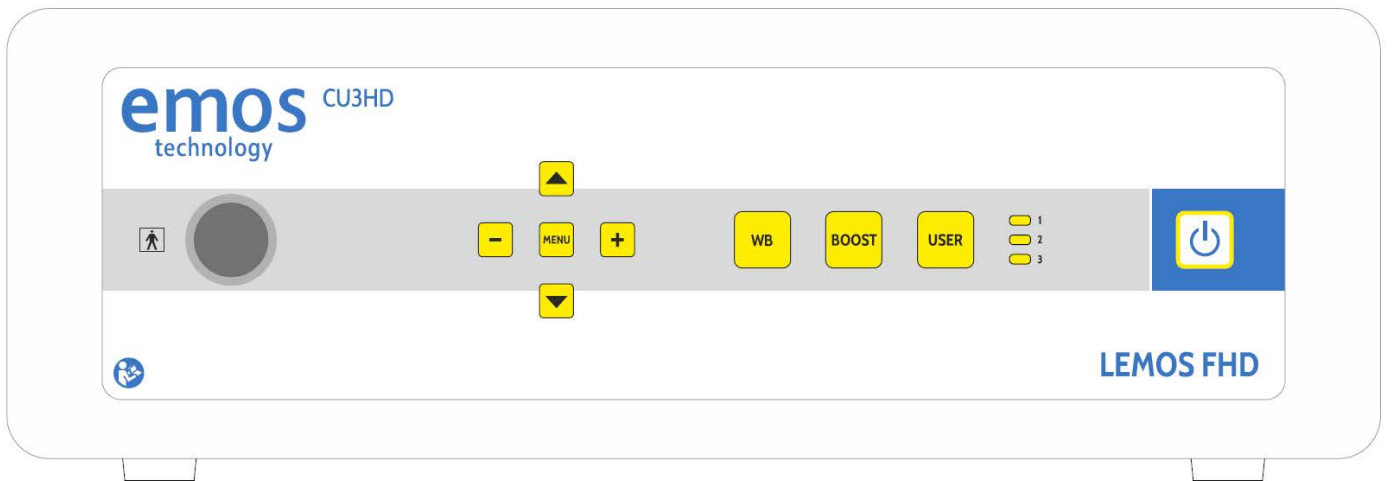 emos CU3HD
technology
- MENU +
WB BOOST USER
1
2
3
LEMOS FHD